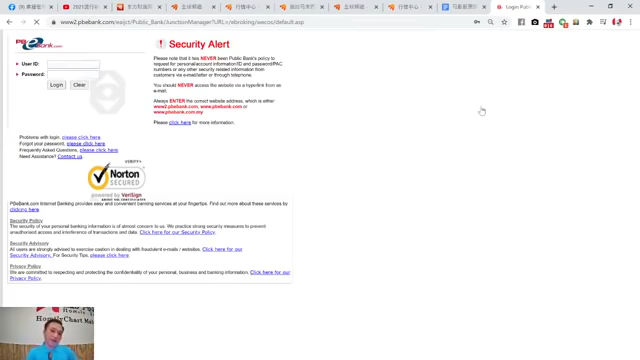 www2.pbebank.com/eaijct/Public_Bank/JunctionManager?URL=/ebroking/sw.cos/default.asp
Login Public
PBebank.com
Security Alert
Please note that it has NEVER been Public Bank's policy to
request for personal/account information/ID and password/PAC
numbers or any other security related information from
customers via e-mail/letter or through telephone.
You should NEVER access the website via a hyperlink from an
e-mail.
Always ENTER the correct website address, which is either
www2.pbebank.com, www.pbebank.com or
www.pbebank.com.my
Please click here for more information.
User ID:
Password:
Login
Clear
Problems with login, please click here.
Forgot your password, please click here
Frequently Asked Questions, please click here.
Need Assistance? Contact us
Norton
SECURED
powered by VeriSign
PBeBank.com Internet Banking provides easy and convenient banking services at your fingertips. Find out more about these services by
clicking here.
Security Policy
The security of your personal banking information is of almost concern to us. We practice strong security measures to prevent
unauthorised access and interference of transactions and data. Click here for our Security Policy.
Security Advisory
All users are strongly advised to exercise caution in dealing with fraudulent e-mails / websites. Click here for our
Security Advisory. For Security Tips, please click here.
Privacy Policy
We are committed to respecting and protecting the confidentiality of your personal, business and banking information. Click here for our
Privacy Policy.